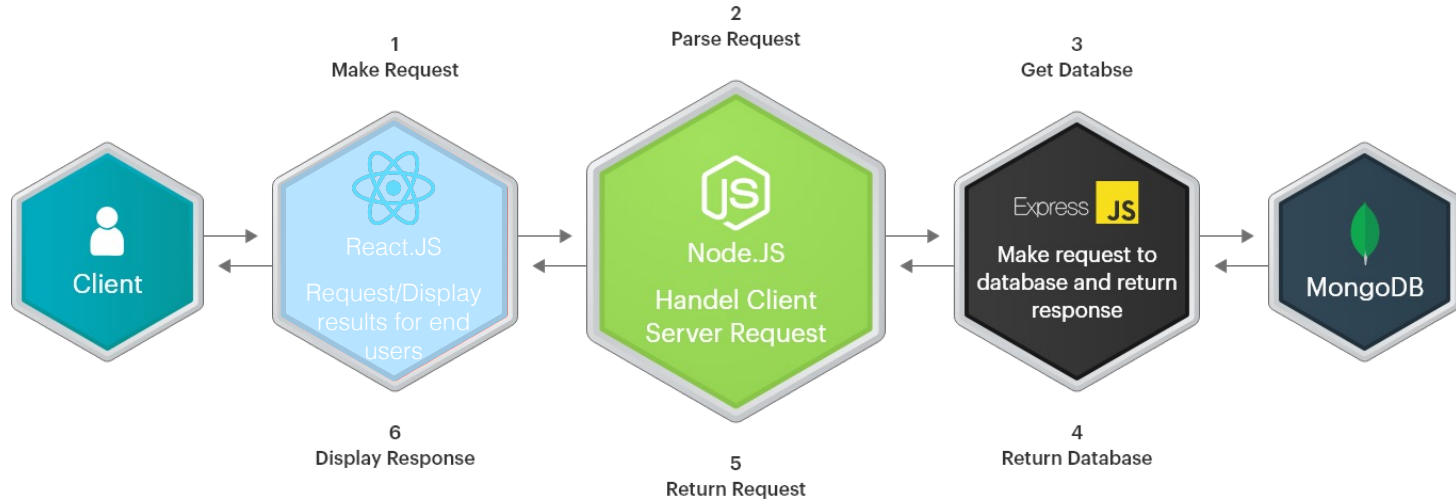 1
Make Request
2
Parse Request
3
Get Databse
Client
React.JS
Request/Display
results for end
users
JS
Node.JS
Handel Client
Server Request
Express JS
Make request to
database and return
response
MongoDB
6
Display Response
5
Return Request
4
Return Database